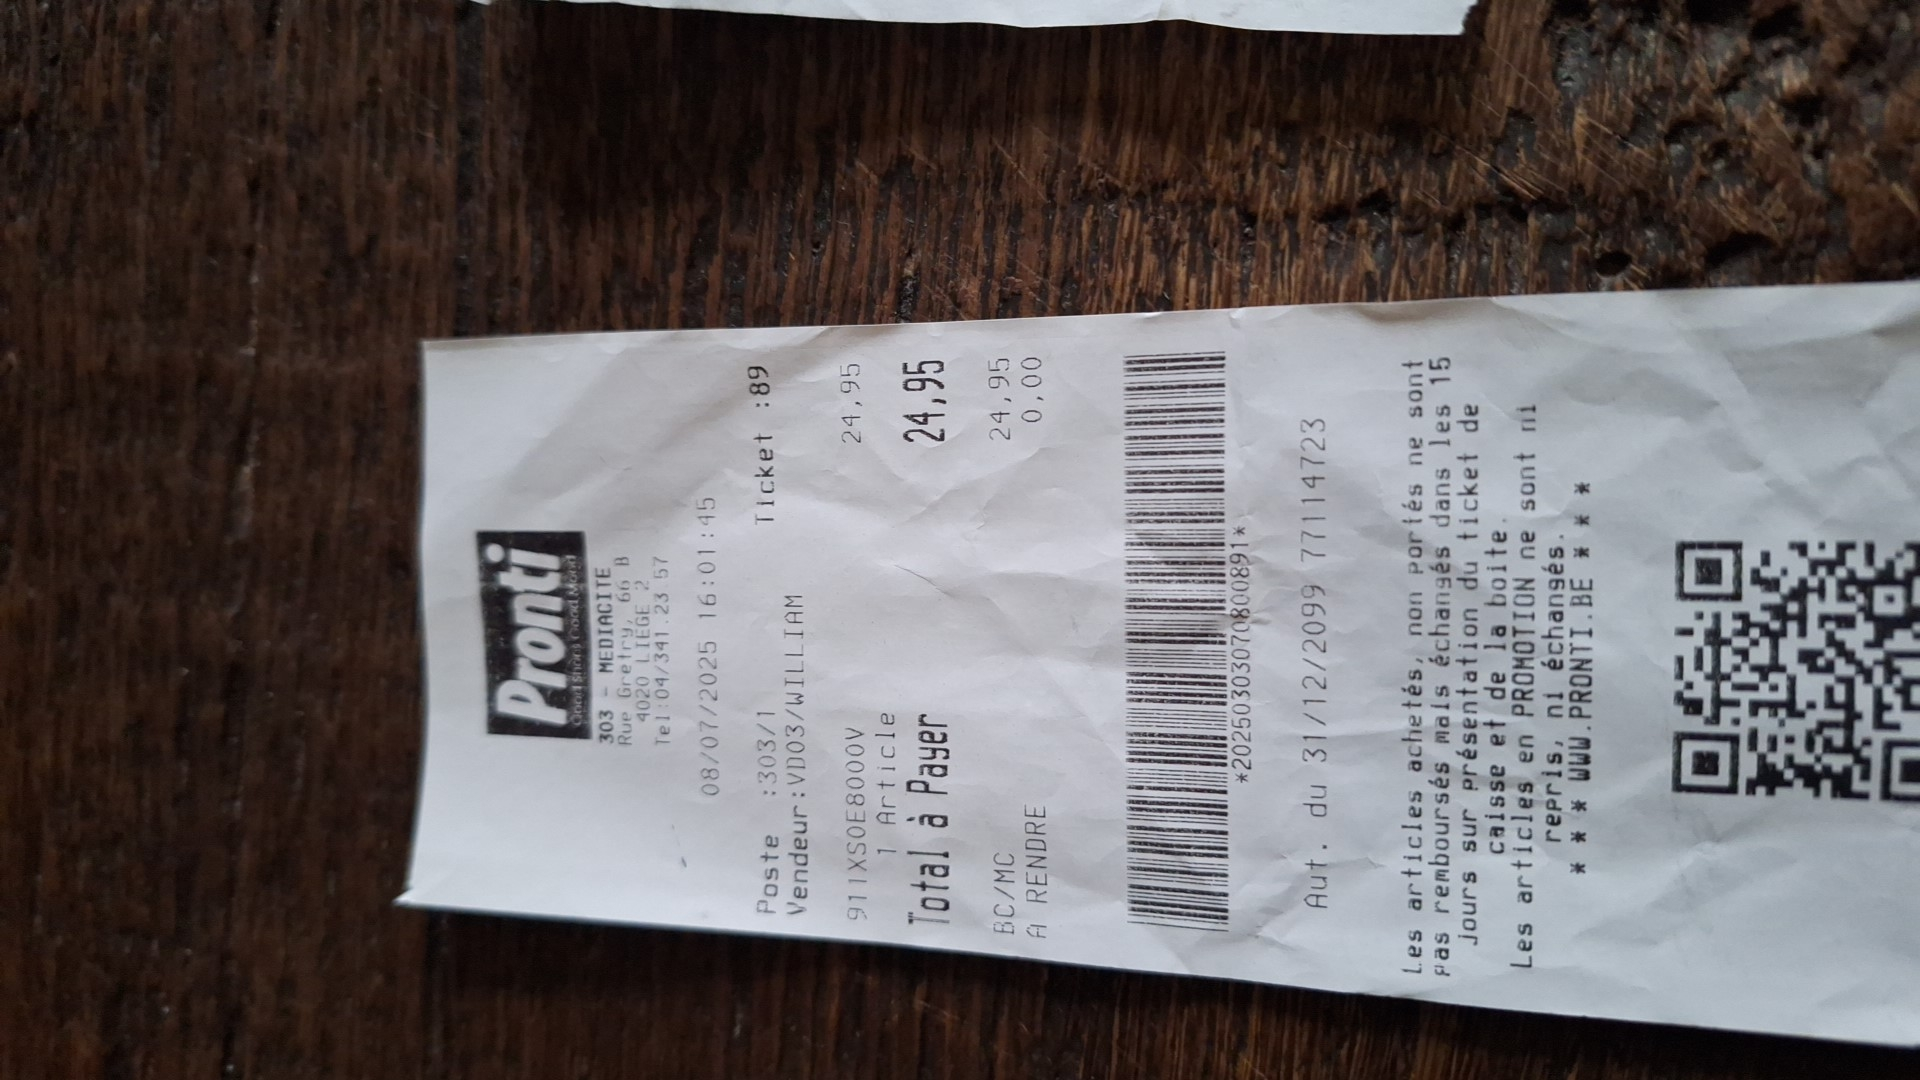 Pronti
Good Shoes Good Mood
303 - MEDIACITE
Rue Gretry, 66 B
4020 LIEGE 2
Tel:04/341.23.57
08/07/2025 16:01:45
Poste :303/1 Ticket :89
Vendeur:VD03/WILLIAM
911XSOE8000V 24,95
1 Article
Total à Payer 24,95
BC/MC 24,95
A RENDRE 0,00
*20250303070800891*
Aut. du 31/12/2099 771114723
Les articles achetés, non portés ne sont
pas remboursés mais échangés dans les 15
jours sur présentation du ticket de
caisse et de la boite.
Les articles en PROMOTION ne sont ni
repris, ni échangés.
* * * WWW.PRONTI.BE * * *